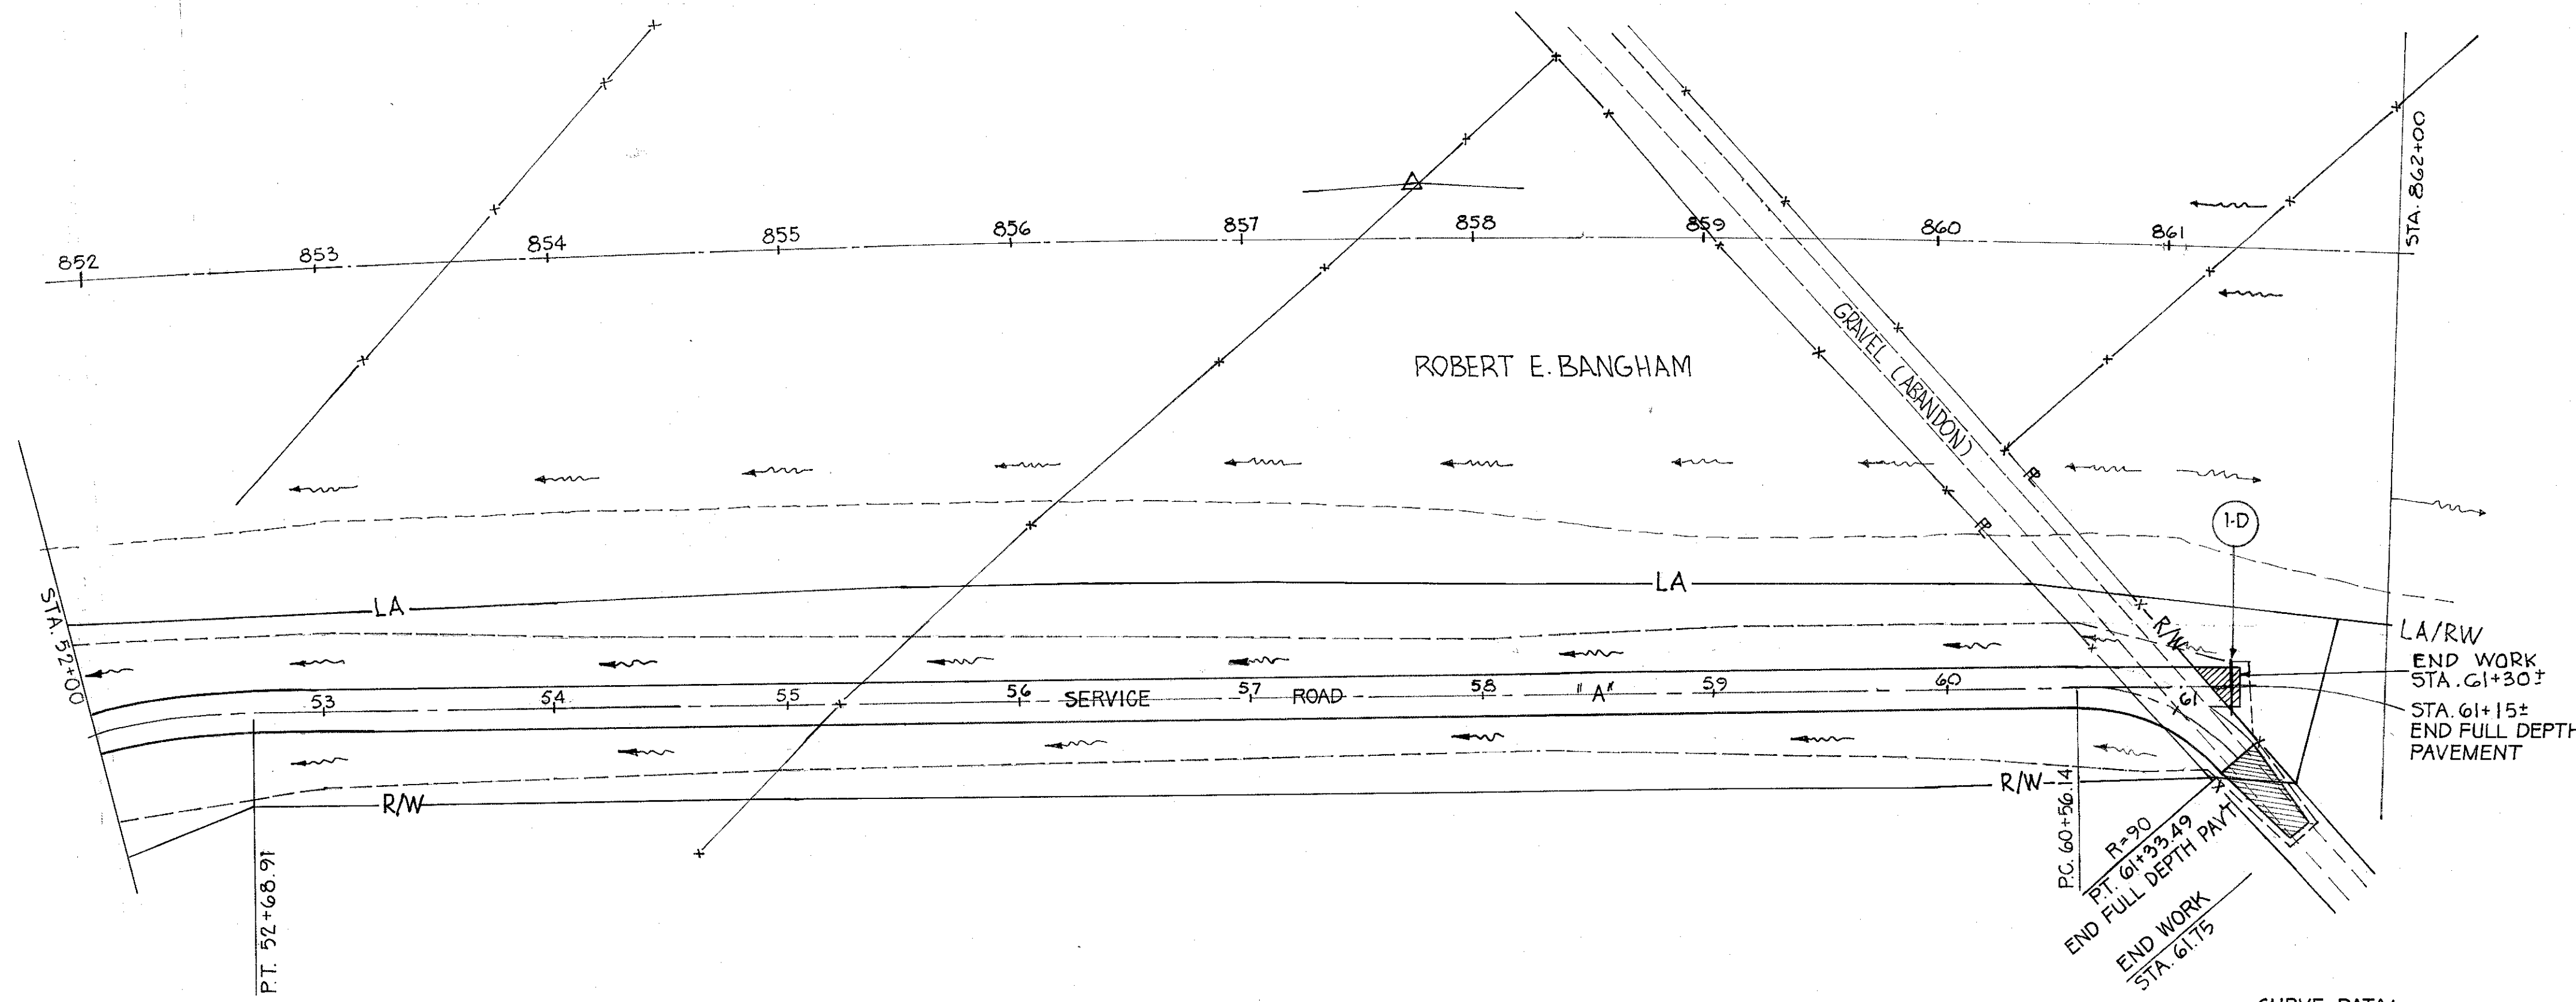 STA. 862+00
852 853 854 855 856 857 858 859 860 861
GRAVEL (ABANDON)
ROBERT E. BANGHAM
PL
PL
1-D
STA. 52+00
LA
LA
R/W
LA/RW
END WORK
STA. 61+30±
STA. 61+15±
END FULL DEPTH
PAVEMENT
53 54 55 56 SERVICE 57 ROAD 58 "A" 59 60 61
R/W
R/W
P.T. 52+68.91
P.C. 60+56.14
R=90
P.T. 61+33.49
END FULL DEPTH PAV'T
END WORK
STA. 61.75
CURVE DATA: